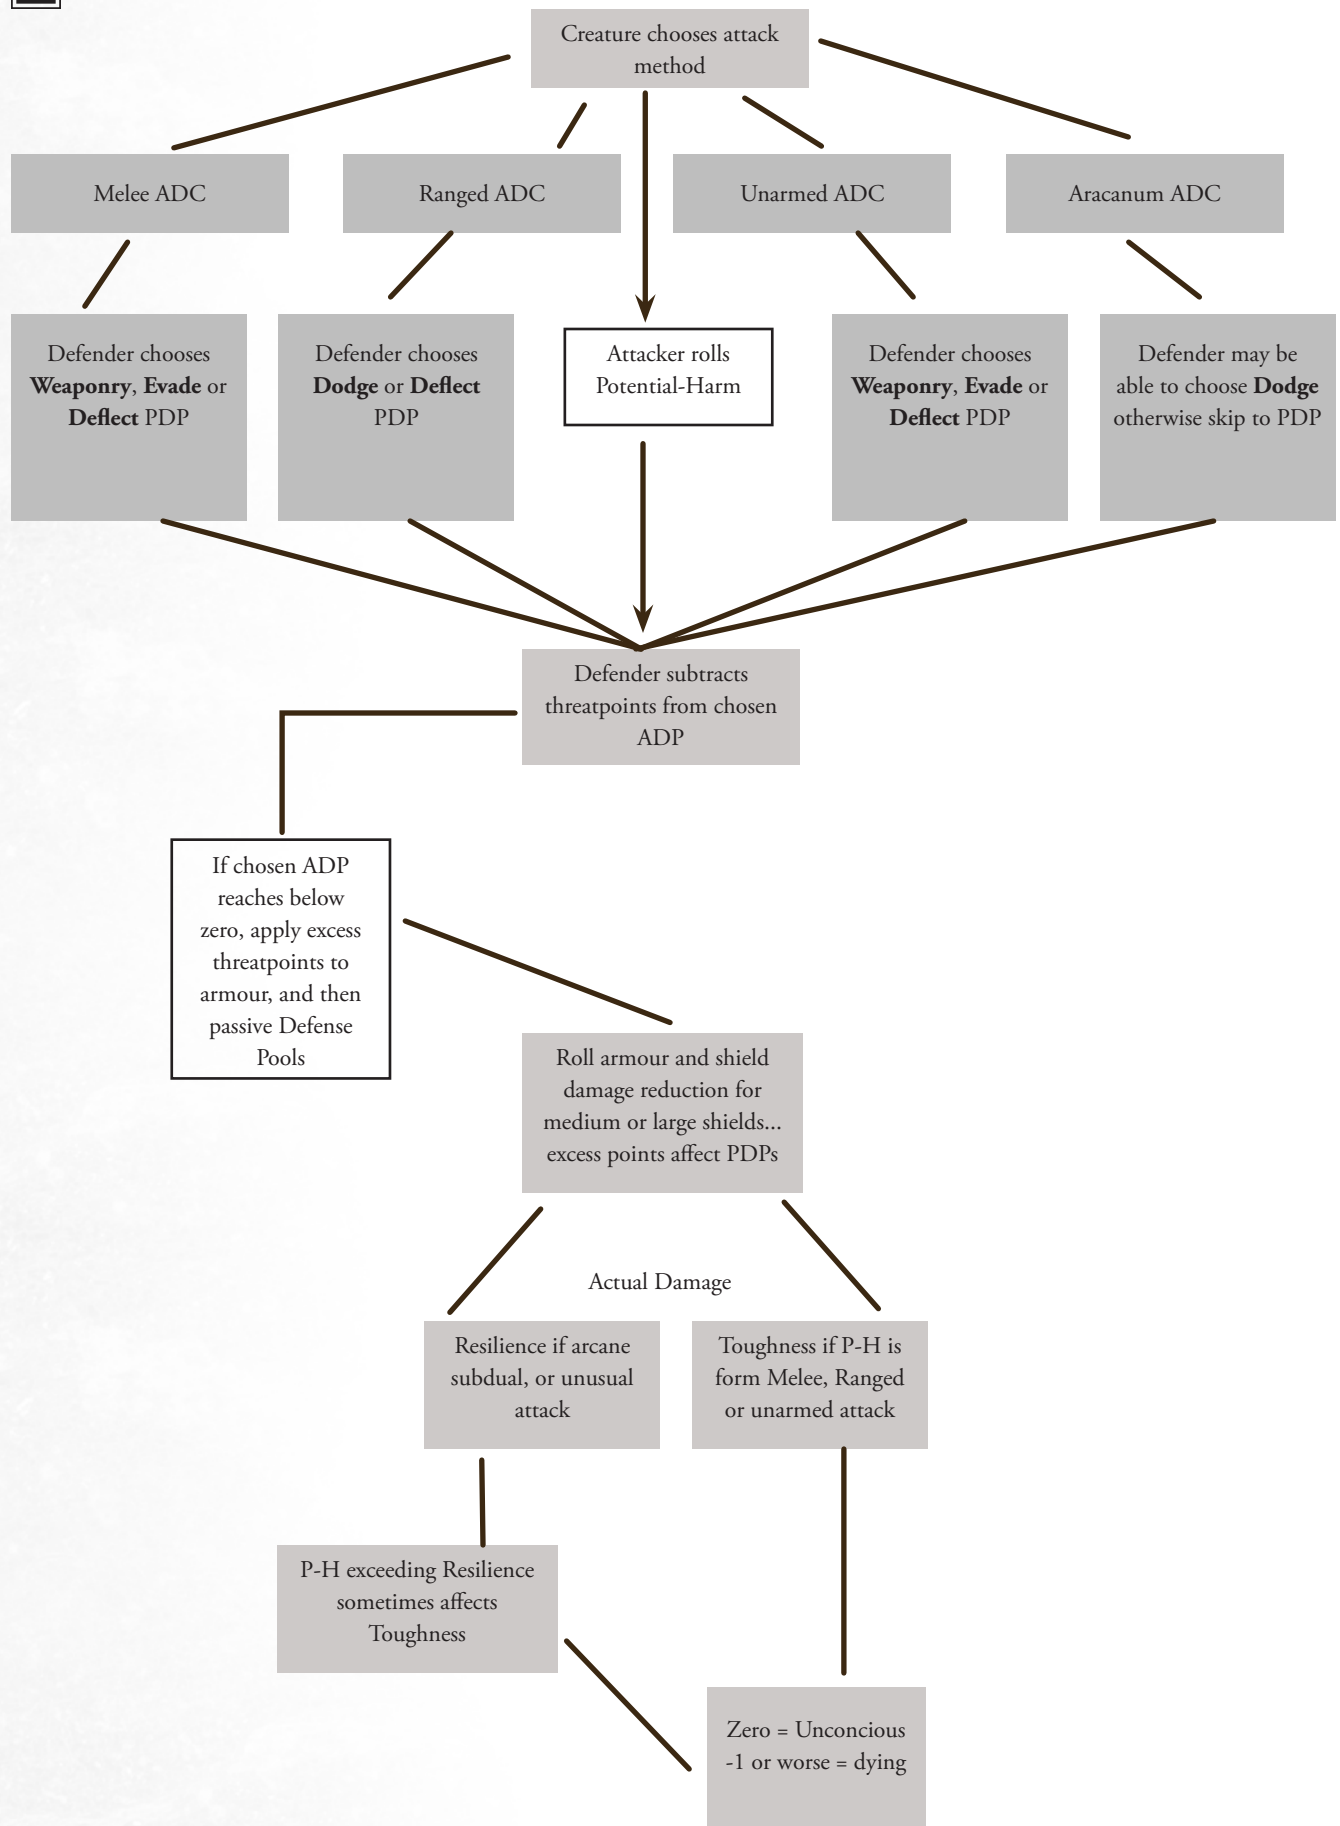 Creature chooses attack
method
Melee ADC
Ranged ADC
Unarmed ADC
Aracanum ADC
Defender chooses
Weaponry, Evade or
Deflect PDP
Defender chooses
Dodge or Deflect
PDP
Attacker rolls
Potential-Harm
Defender chooses
Weaponry, Evade or
Deflect PDP
Defender may be
able to choose Dodge
otherwise skip to PDP
Defender subtracts
threatpoints from chosen
ADP
If chosen ADP
reaches below
zero, apply excess
threatpoints to
armour, and then
passive Defense
Pools
Roll armour and shield
damage reduction for
medium or large shields...
excess points affect PDPs
Actual Damage
Resilience if arcane
subdual, or unusual
attack
Toughness if P-H is
form Melee, Ranged
or unarmed attack
P-H exceeding Resilience
sometimes affects
Toughness
Zero = Unconcious
-1 or worse = dying